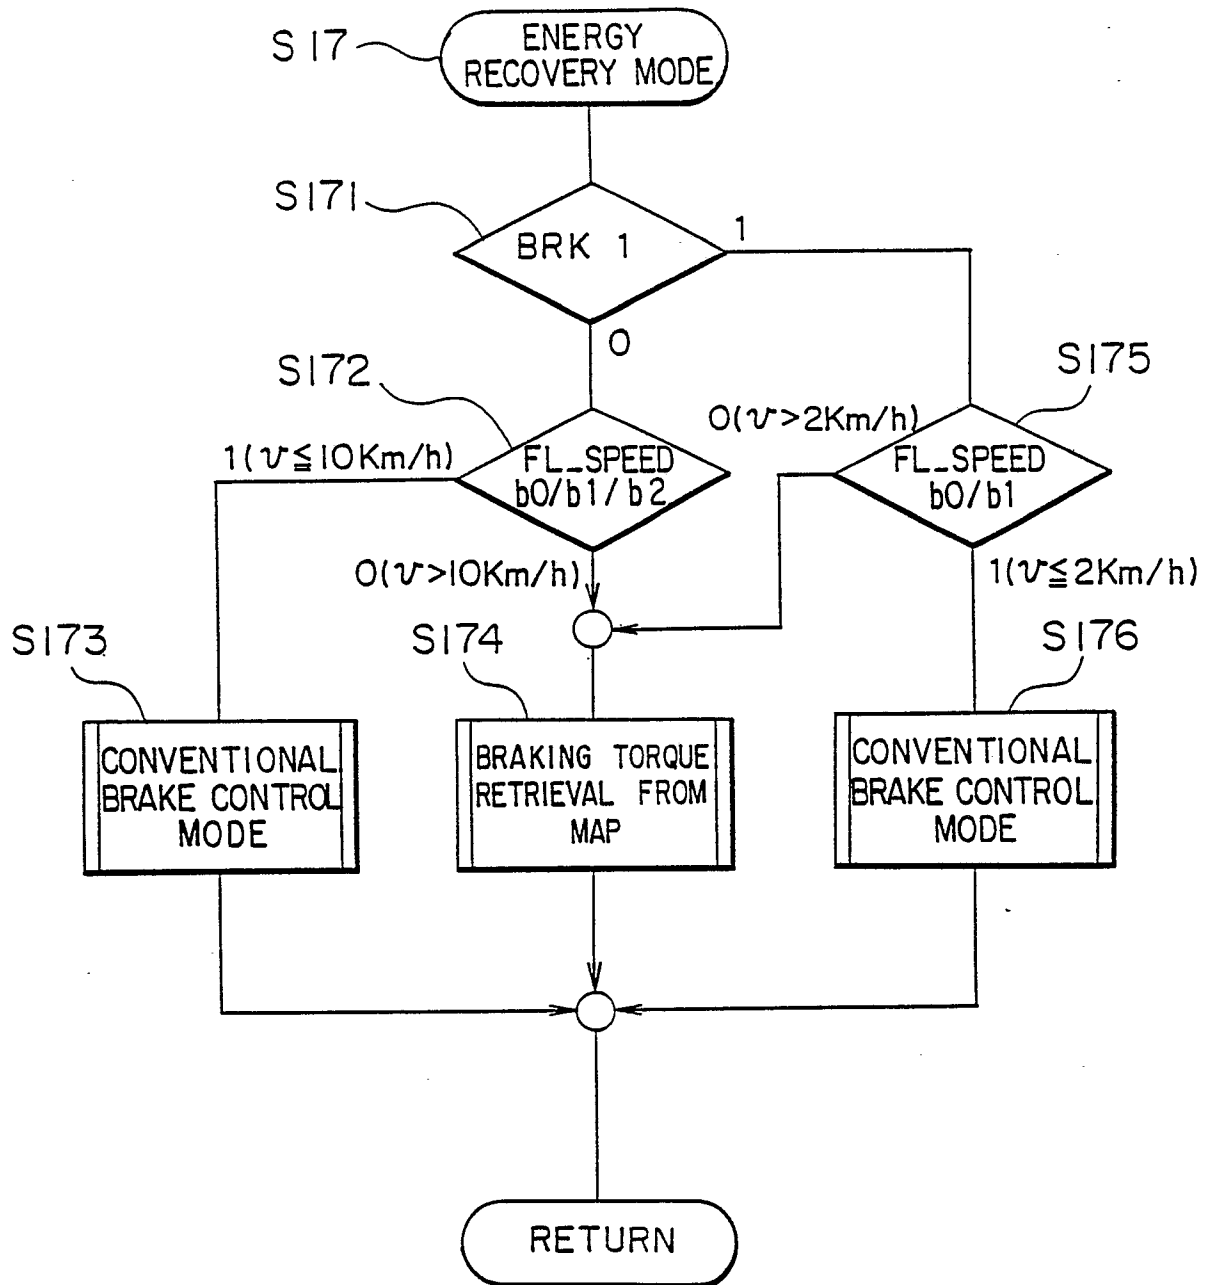 S17
ENERGY
RECOVERY MODE
S171
BRK 1
1
0
S172
S175
1(v≦10Km/h)
FL_SPEED
b0/b1/b2
0(v>2Km/h)
FL_SPEED
b0/b1
0(v>10Km/h)
1(v≦2Km/h)
S173
S174
S176
CONVENTIONAL
BRAKE CONTROL
MODE
BRAKING TORQUE
RETRIEVAL FROM
MAP
CONVENTIONAL
BRAKE CONTROL
MODE
RETURN